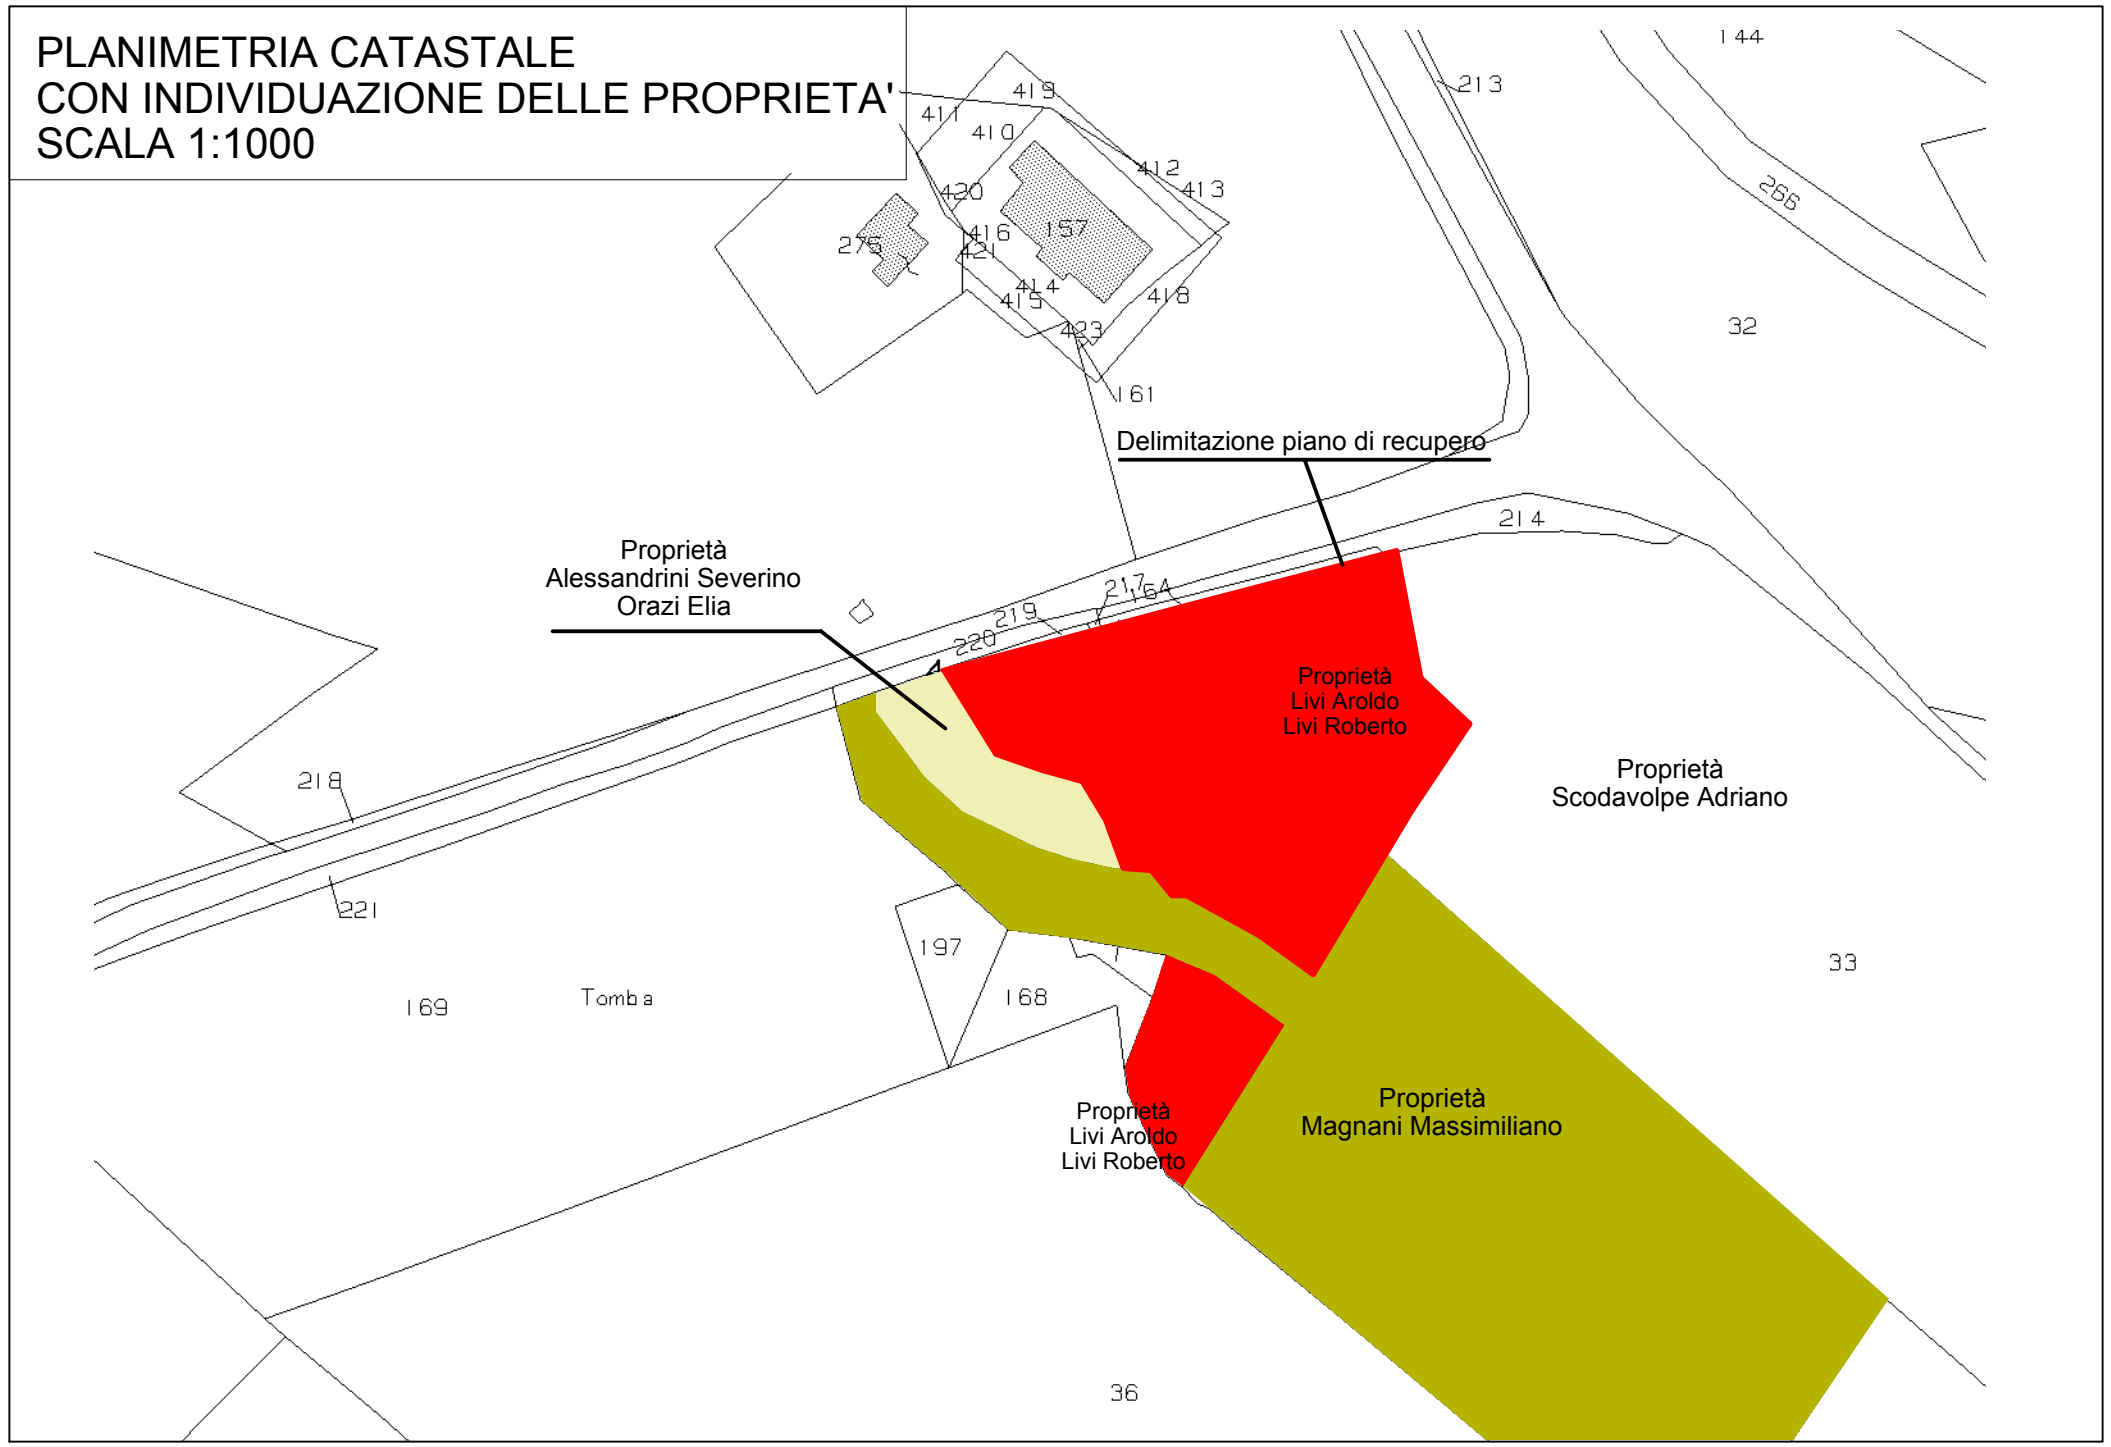 PLANIMETRIA CATASTALE
CON INDIVIDUAZIONE DELLE PROPRIETA'
SCALA 1:1000
144
213
419
411
410
412
413
266
420
157
416
275
421
414
415
418
423
32
161
Delimitazione piano di recupero
214
Proprietà
Alessandrini Severino
Orazi Elia
217
164
219
220
Proprietà
Livi Aroldo
Livi Roberto
Proprietà
Scodavolpe Adriano
218
221
197
33
169
Tomba
168
Proprietà
Livi Aroldo
Livi Roberto
Proprietà
Magnani Massimiliano
36